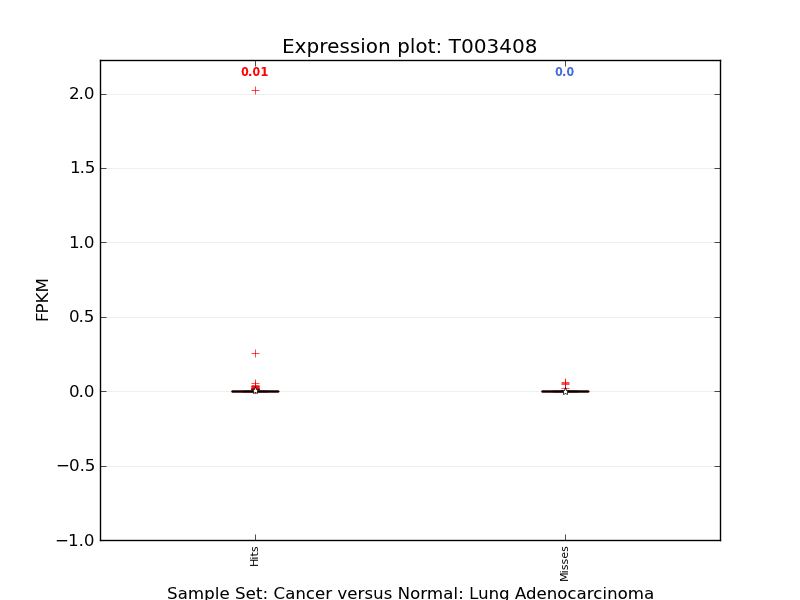 Expression plot: T003408
0.01
0.0
2.0
1.5
1.0
0.5
0.0
−0.5
−1.0
FPKM
Hits
Misses
Sample Set: Cancer versus Normal: Lung Adenocarcinoma